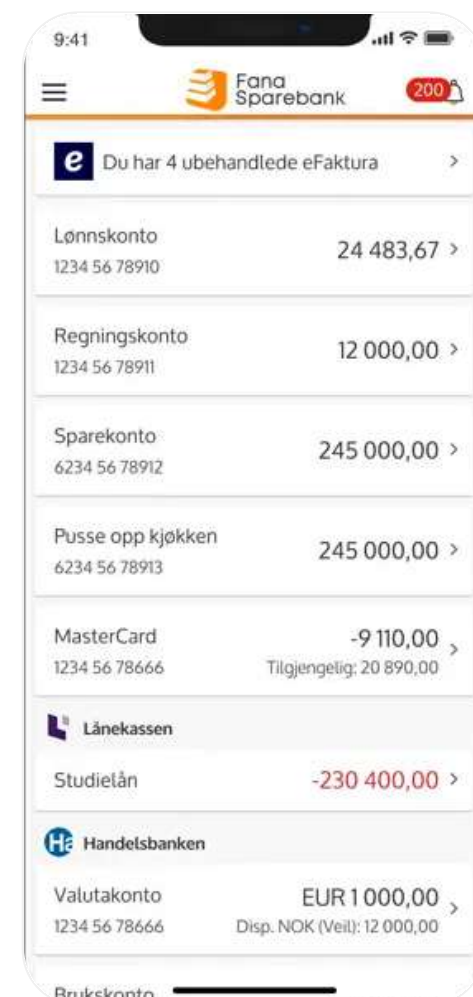 9:41
Fana
Sparebank
200
e Du har 4 ubehandlede eFaktura
Lønnskonto
24 483,67
1234 56 78910
Regningskonto
12 000,00
1234 56 78911
Sparekonto
245 000,00
6234 56 78912
Pusse opp kjøkken
245 000,00
6234 56 78913
MasterCard
-9 110,00
1234 56 78666
Tilgjengelig: 20 890,00
Lånekassen
Studielån
-230 400,00
Ha Handelsbanken
Valutakonto
EUR 1 000,00
1234 56 78666
Disp. NOK (Veil): 12 000,00
Brukskonto